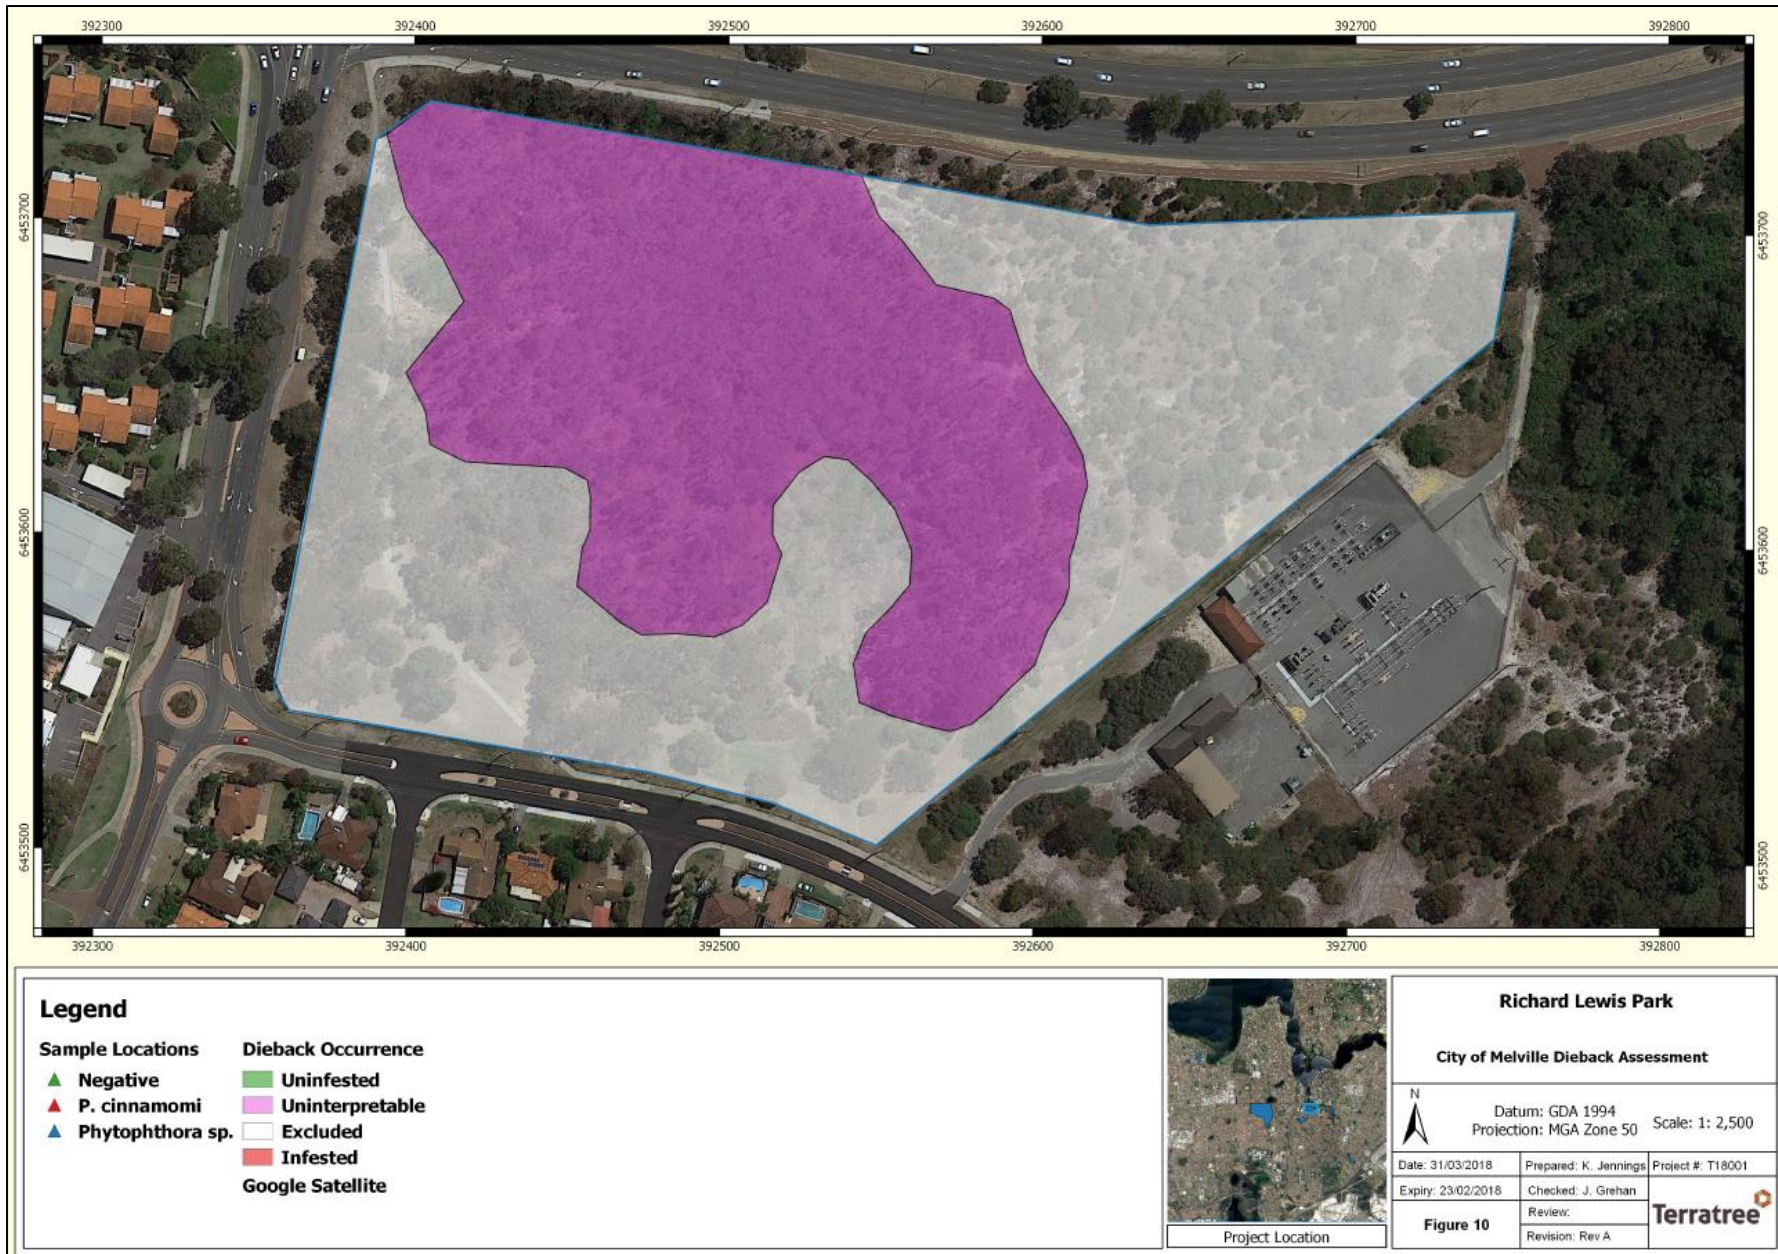 392300 392400 392500 392600 392700 392800
6453700 6453700
6453600 6453600
6453500 6453500
392300 392400 392500 392600 392700 392800
Legend
Sample Locations
Negative
P. cinnamomi
Phytophthora sp.
Dieback Occurrence
Uninfested
Uninterpretable
Excluded
Infested
Google Satellite
Project Location
Richard Lewis Park
City of Melville Dieback Assessment
N
Datum: GDA 1994
Projection: MGA Zone 50
Scale: 1: 2,500
Date: 31/03/2018 Prepared: K. Jennings Project #: T18001
Expiry: 23/02/2018 Checked: J. Grehan
Figure 10
Review:
Revision: Rev A
Terratree